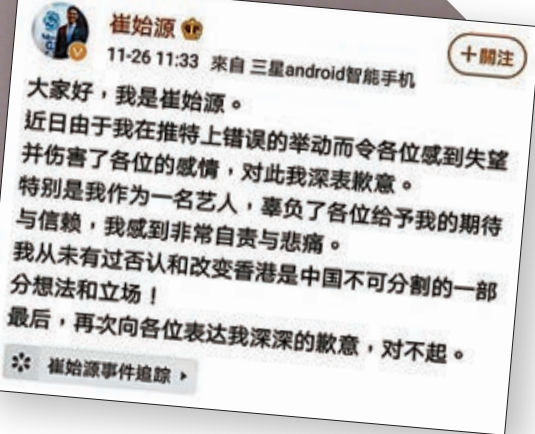 崔始源
11-26 11:33 來自 三星android智能手机
+關注
大家好，我是崔始源。
近日由于我在推特上错误的举动而令各位感到失望
并伤害了各位的感情，对此我深表歉意。
特别是我作为一名艺人，辜负了各位给予我的期待
与信赖，我感到非常自责与悲痛。
我从未有过否认和改变香港是中国不可分割的一部
分想法和立场！
最后，再次向各位表达我深深的歉意，对不起。
崔始源事件追踪